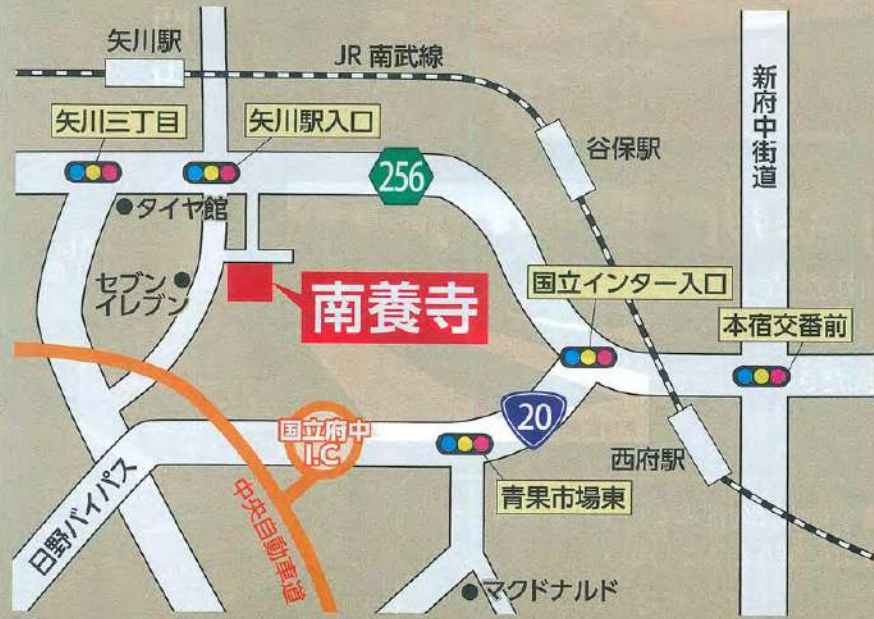 矢川駅
JR 南武線
新府中街道
矢川三丁目
矢川駅入口
谷保駅
256
タイヤ館
セブン
イレブン
南養寺
国立インター入口
本宿交番前
国立府中
I.C
20
西府駅
青果市場東
日野バイパス
中央自動車道
マクドナルド